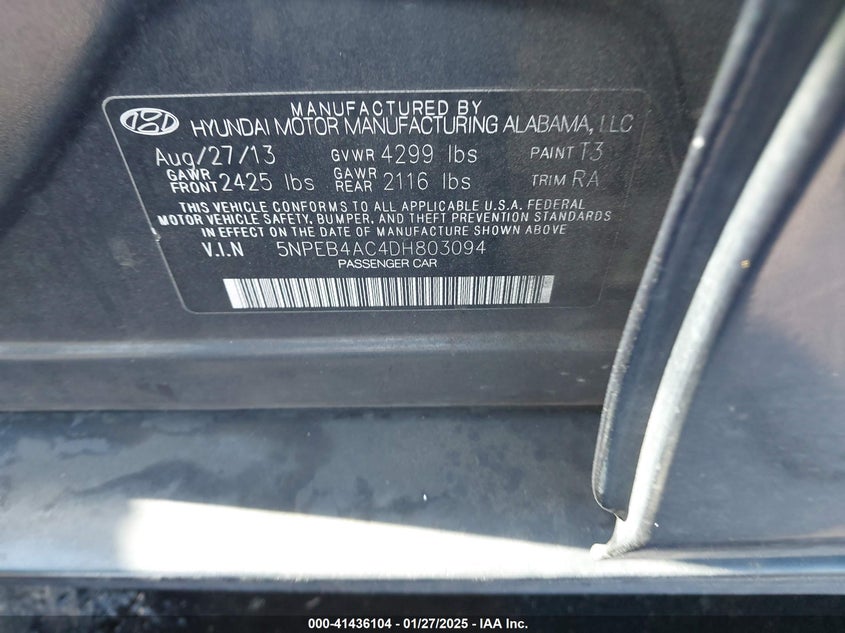 MANUFACTURED BY
HYUNDAI MOTOR MANUFACTURING ALABAMA, LLC
Aug/27/13 GVWR 4299 lbs PAINT T3
GAWR FRONT 2425 lbs GAWR REAR 2116 lbs TRIM RA
THIS VEHICLE CONFORMS TO ALL APPLICABLE U.S.A. FEDERAL
MOTOR VEHICLE SAFETY, BUMPER, AND THEFT PREVENTION STANDARDS
IN EFFECT ON THE DATE OF MANUFACTURE SHOWN ABOVE
V.I.N 5NPEB4AC4DH803094
PASSENGER CAR
000-41436104 - 01/27/2025 - IAA Inc.